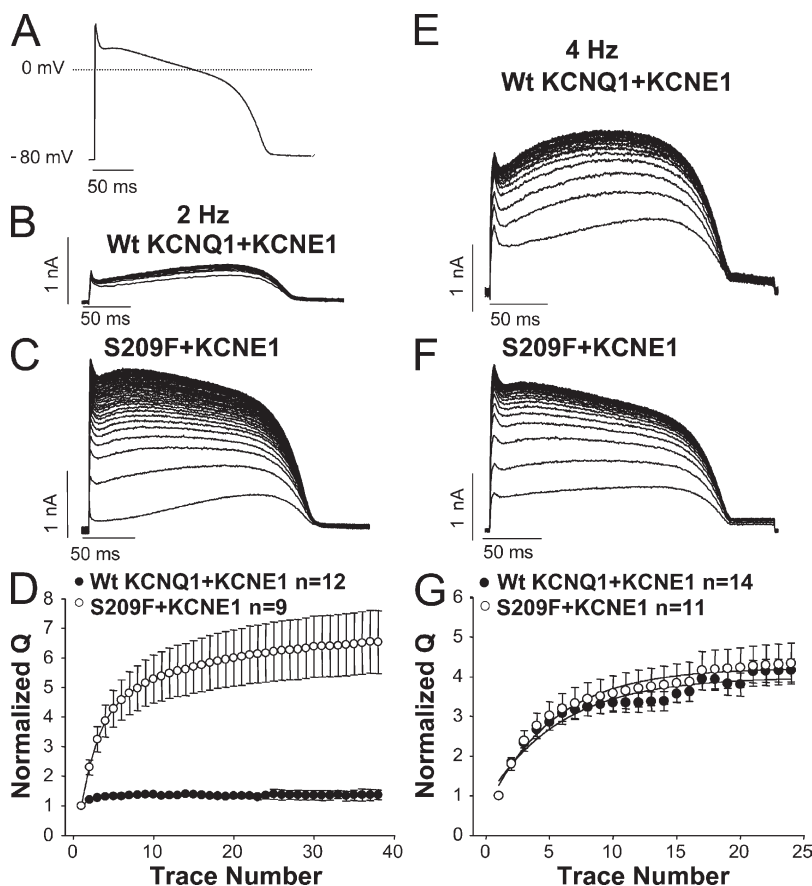 A
0 mV
-80 mV
50 ms
B
2 Hz
Wt KCNQ1+KCNE1
1 nA
50 ms
C
S209F+KCNE1
1 nA
50 ms
D
● Wt KCNQ1+KCNE1 n=12
○ S209F+KCNE1 n=9
Normalized Q
8
7
6
5
4
3
2
1
0
0
10
20
30
40
Trace Number
E
4 Hz
Wt KCNQ1+KCNE1
1 nA
50 ms
F
S209F+KCNE1
1 nA
50 ms
G
● Wt KCNQ1+KCNE1 n=14
○ S209F+KCNE1 n=11
Normalized Q
6
5
4
3
2
1
0
0
5
10
15
20
25
Trace Number